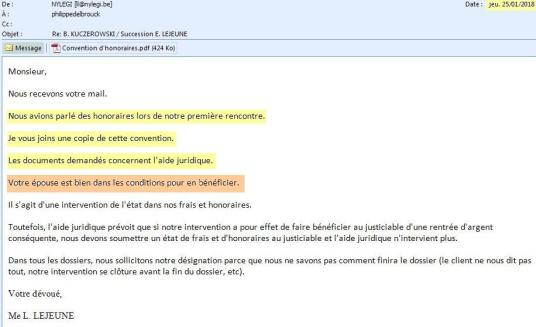 De : NYLEGI [ll@nylegi.be] Date : jeu. 25/01/2018
À : philippedelbrouck
Cc :
Objet : Re: B. KUCZEROWSKI / Succession E. LEJEUNE
Message Convention d'honoraires.pdf (424 Ko)
Monsieur,
Nous recevons votre mail.
Nous avions parlé des honoraires lors de notre première rencontre.
Je vous joins une copie de cette convention.
Les documents demandés concernent l'aide juridique.
Votre épouse est bien dans les conditions pour en bénéficier.
Il s'agit d'une intervention de l'état dans nos frais et honoraires.
Toutefois, l'aide juridique prévoit que si notre intervention a pour effet de faire bénéficier au justiciable d'une rentrée d'argent
conséquente, nous devons soumettre un état de frais et d'honoraires au justiciable et l'aide juridique n'intervient plus.
Dans tous les dossiers, nous sollicitons notre désignation parce que nous ne savons pas comment finira le dossier (le client ne nous dit pas
tout, notre intervention se clôture avant la fin du dossier, etc).
Votre dévoué,
Me L. LEJEUNE